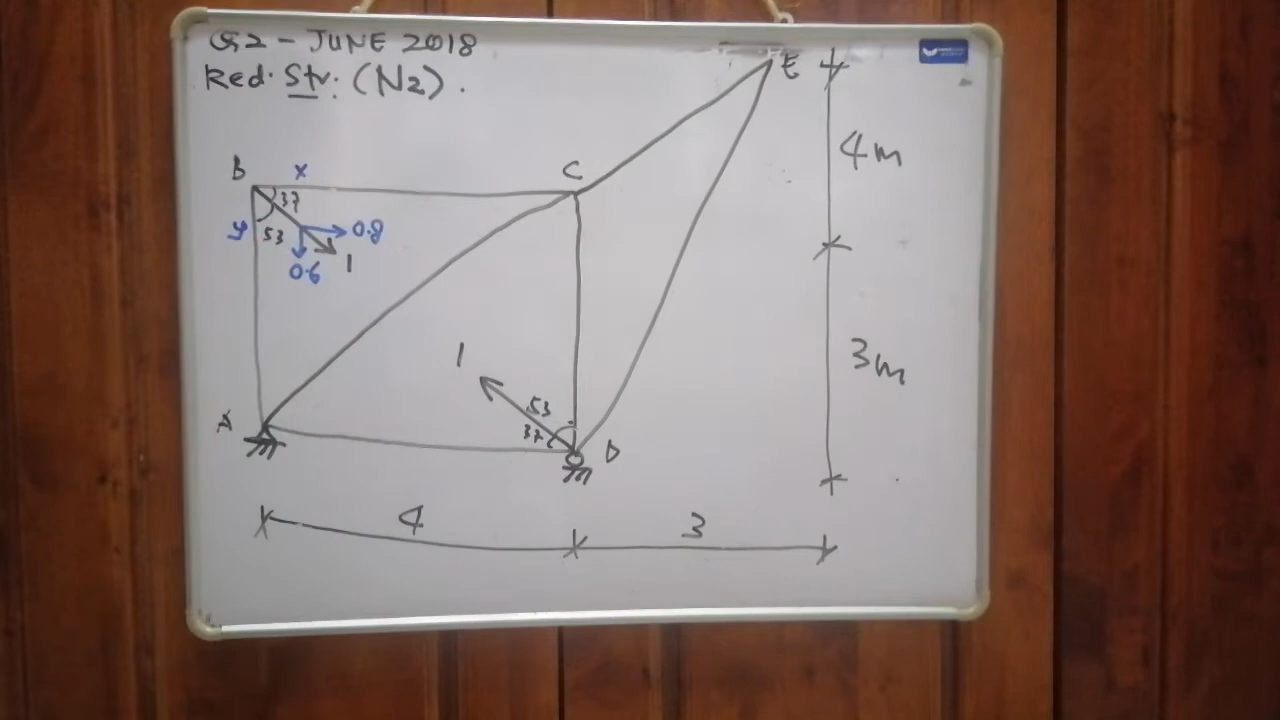 Q2 - JUNE 2018
Red. Str. (N2).
E
4m
B
x
C
37
y
53
0.8
0.6
1
3m
1
53
37
A
D
4
3